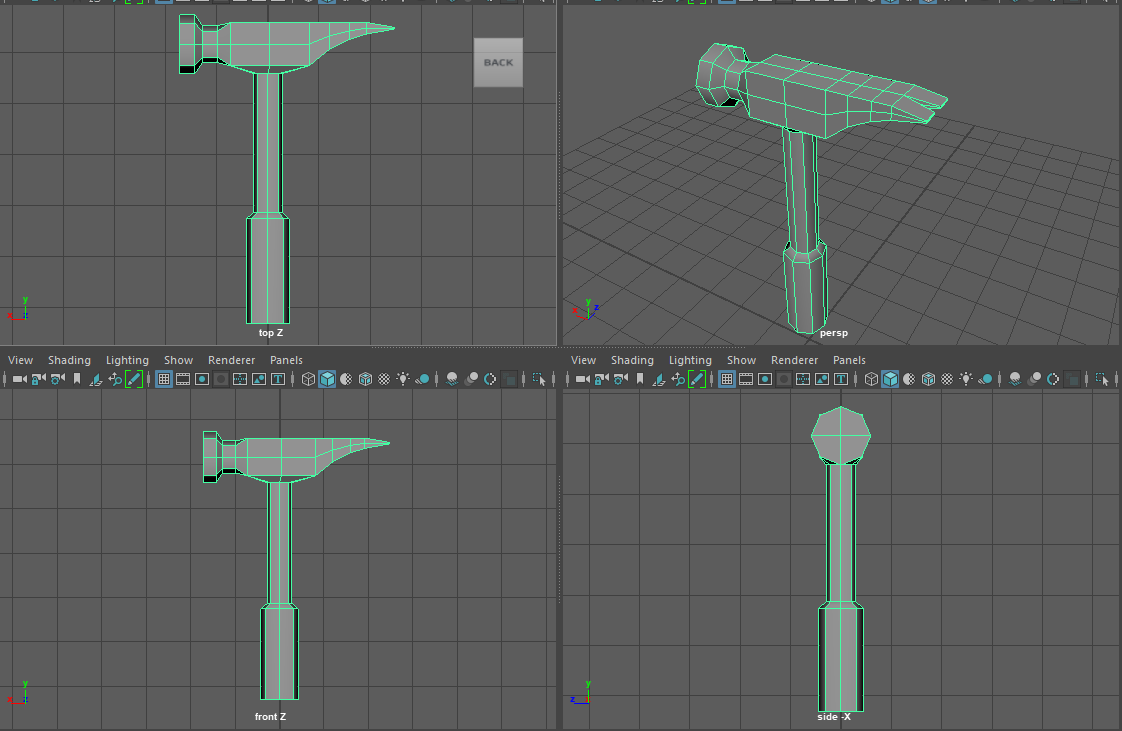 BACK
top Z
y
x
z
persp
y
x
z
View Shading Lighting Show Renderer Panels
View Shading Lighting Show Renderer Panels
front Z
y
x
z
side -X
y
z